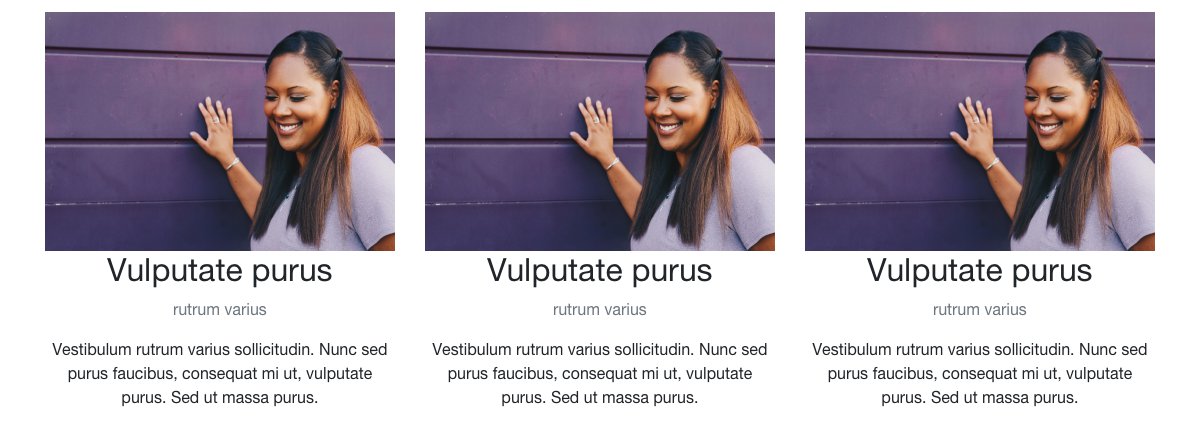 Vulputate purus
rutrum varius
Vestibulum rutrum varius sollicitudin. Nunc sed
purus faucibus, consequat mi ut, vulputate
purus. Sed ut massa purus.
Vulputate purus
rutrum varius
Vestibulum rutrum varius sollicitudin. Nunc sed
purus faucibus, consequat mi ut, vulputate
purus. Sed ut massa purus.
Vulputate purus
rutrum varius
Vestibulum rutrum varius sollicitudin. Nunc sed
purus faucibus, consequat mi ut, vulputate
purus. Sed ut massa purus.